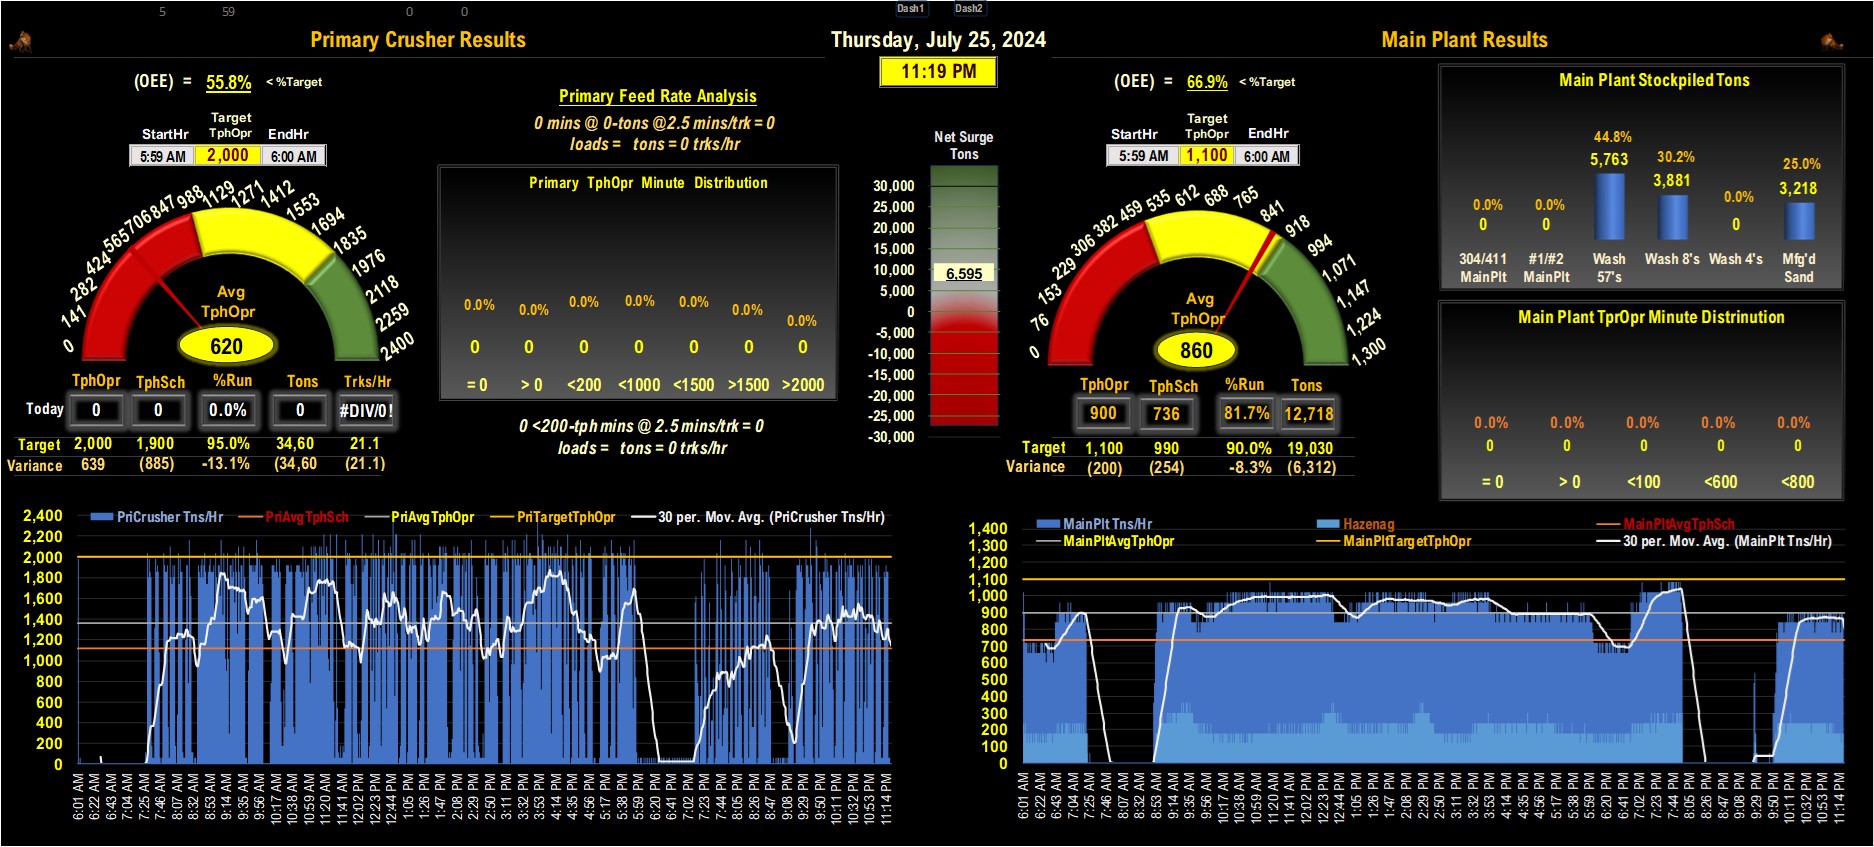 5 59 0 0 Dash1 Dash2
Primary Crusher Results
Thursday, July 25, 2024
Main Plant Results
11:19 PM
(OEE) = 55.8% < %Target
Target
StartHr TphOpr EndHr
5:59 AM 2,000 6:00 AM
0 141 282 424 565 706 847 988 1129 1271 1412 1553 1694 1835 1976 2118 2259 2400
Avg
TphOpr
620
TphOpr TphSch %Run Tons Trks/Hr
Today 0 0 0.0% 0 #DIV/0!
Target 2,000 1,900 95.0% 34,60 21.1
Variance 639 (885) -13.1% (34,60 (21.1)
Primary Feed Rate Analysis
0 mins @ 0-tons @2.5 mins/trk = 0
loads = tons = 0 trks/hr
Primary TphOpr Minute Distribution
0.0% 0.0% 0.0% 0.0% 0.0% 0.0% 0.0%
0 0 0 0 0 0 0
= 0 > 0 <200 <1000 <1500 >1500 >2000
0 <200-tph mins @ 2.5 mins/trk = 0
loads = tons = 0 trks/hr
Net Surge
Tons
30,000
25,000
20,000
15,000
10,000
6,595
5,000
0
-5,000
-10,000
-15,000
-20,000
-25,000
-30,000
(OEE) = 66.9% < %Target
Target
StartHr TphOpr EndHr
5:59 AM 1,100 6:00 AM
0 76 153 229 306 382 459 535 612 688 765 841 918 994 1,071 1,147 1,224 1,300
Avg
TphOpr
860
TphOpr TphSch %Run Tons
900 736 81.7% 12,718
Target 1,100 990 90.0% 19,030
Variance (200) (254) -8.3% (6,312)
Main Plant Stockpiled Tons
0.0% 0.0% 44.8% 30.2% 0.0% 25.0%
0 0 5,763 3,881 0 3,218
304/411 #1/#2 Wash Wash 8's Wash 4's Mfg'd
MainPlt MainPlt 57's Sand
Main Plant TprOpr Minute Distrinution
0.0% 0.0% 0.0% 0.0% 0.0%
0 0 0 0 0
= 0 > 0 <100 <600 <800
PriCrusher Tns/Hr PriAvgTphSch PriAvgTphOpr PriTargetTphOpr 30 per. Mov. Avg. (PriCrusher Tns/Hr)
2,400
2,200
2,000
1,800
1,600
1,400
1,200
1,000
800
600
400
200
0
6:01 AM 6:22 AM 6:43 AM 7:04 AM 7:25 AM 7:46 AM 8:07 AM 8:32 AM 8:53 AM 9:14 AM 9:35 AM 9:56 AM 10:17 AM 10:38 AM 10:59 AM 11:20 AM 11:41 AM 12:02 PM 12:23 PM 12:44 PM 1:05 PM 1:26 PM 1:47 PM 2:08 PM 2:29 PM 2:50 PM 3:11 PM 3:32 PM 3:53 PM 4:14 PM 4:35 PM 4:56 PM 5:17 PM 5:38 PM 5:59 PM 6:20 PM 6:41 PM 7:02 PM 7:23 PM 7:44 PM 8:05 PM 8:26 PM 8:47 PM 9:08 PM 9:29 PM 9:50 PM 10:11 PM 10:32 PM 10:53 PM 11:14 PM
MainPlt Tns/Hr Hazenag MainPltAvgTphSch
MainPltAvgTphOpr MainPltTargetTphOpr 30 per. Mov. Avg. (MainPlt Tns/Hr)
1,400
1,300
1,200
1,100
1,000
900
800
700
600
500
400
300
200
100
0
6:01 AM 6:22 AM 6:43 AM 7:04 AM 7:25 AM 7:46 AM 8:07 AM 8:32 AM 8:53 AM 9:14 AM 9:35 AM 9:56 AM 10:17 AM 10:38 AM 10:59 AM 11:20 AM 11:41 AM 12:02 PM 12:23 PM 12:44 PM 1:05 PM 1:26 PM 1:47 PM 2:08 PM 2:29 PM 2:50 PM 3:11 PM 3:32 PM 3:53 PM 4:14 PM 4:35 PM 4:56 PM 5:17 PM 5:38 PM 5:59 PM 6:20 PM 6:41 PM 7:02 PM 7:23 PM 7:44 PM 8:05 PM 8:26 PM 8:47 PM 9:08 PM 9:29 PM 9:50 PM 10:11 PM 10:32 PM 10:53 PM 11:14 PM